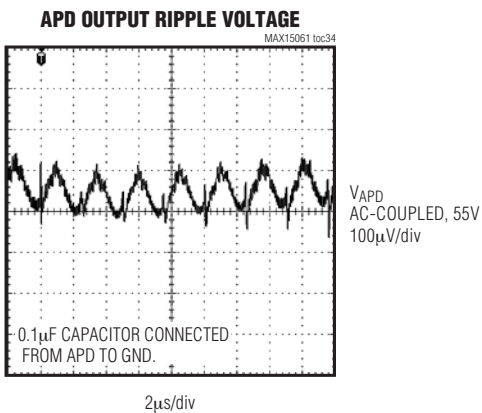 APD OUTPUT RIPPLE VOLTAGE
MAX15061 toc34
T
VAPD
AC-COUPLED, 55V
100µV/div
0.1µF CAPACITOR CONNECTED
FROM APD TO GND.
2µs/div